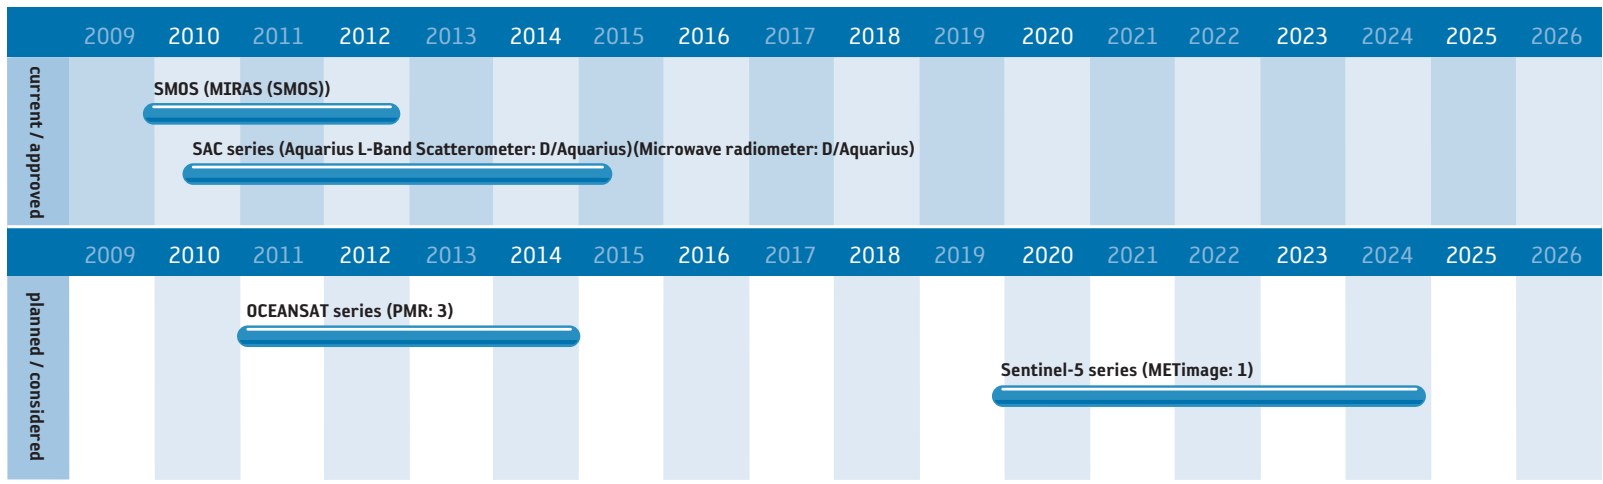 2009 2010 2011 2012 2013 2014 2015 2016 2017 2018 2019 2020 2021 2022 2023 2024 2025 2026
current / approved
SMOS (MIRAS (SMOS))
SAC series (Aquarius L-Band Scatterometer: D/Aquarius)(Microwave radiometer: D/Aquarius)
2009 2010 2011 2012 2013 2014 2015 2016 2017 2018 2019 2020 2021 2022 2023 2024 2025 2026
planned / considered
OCEANSAT series (PMR: 3)
Sentinel-5 series (METimage: 1)